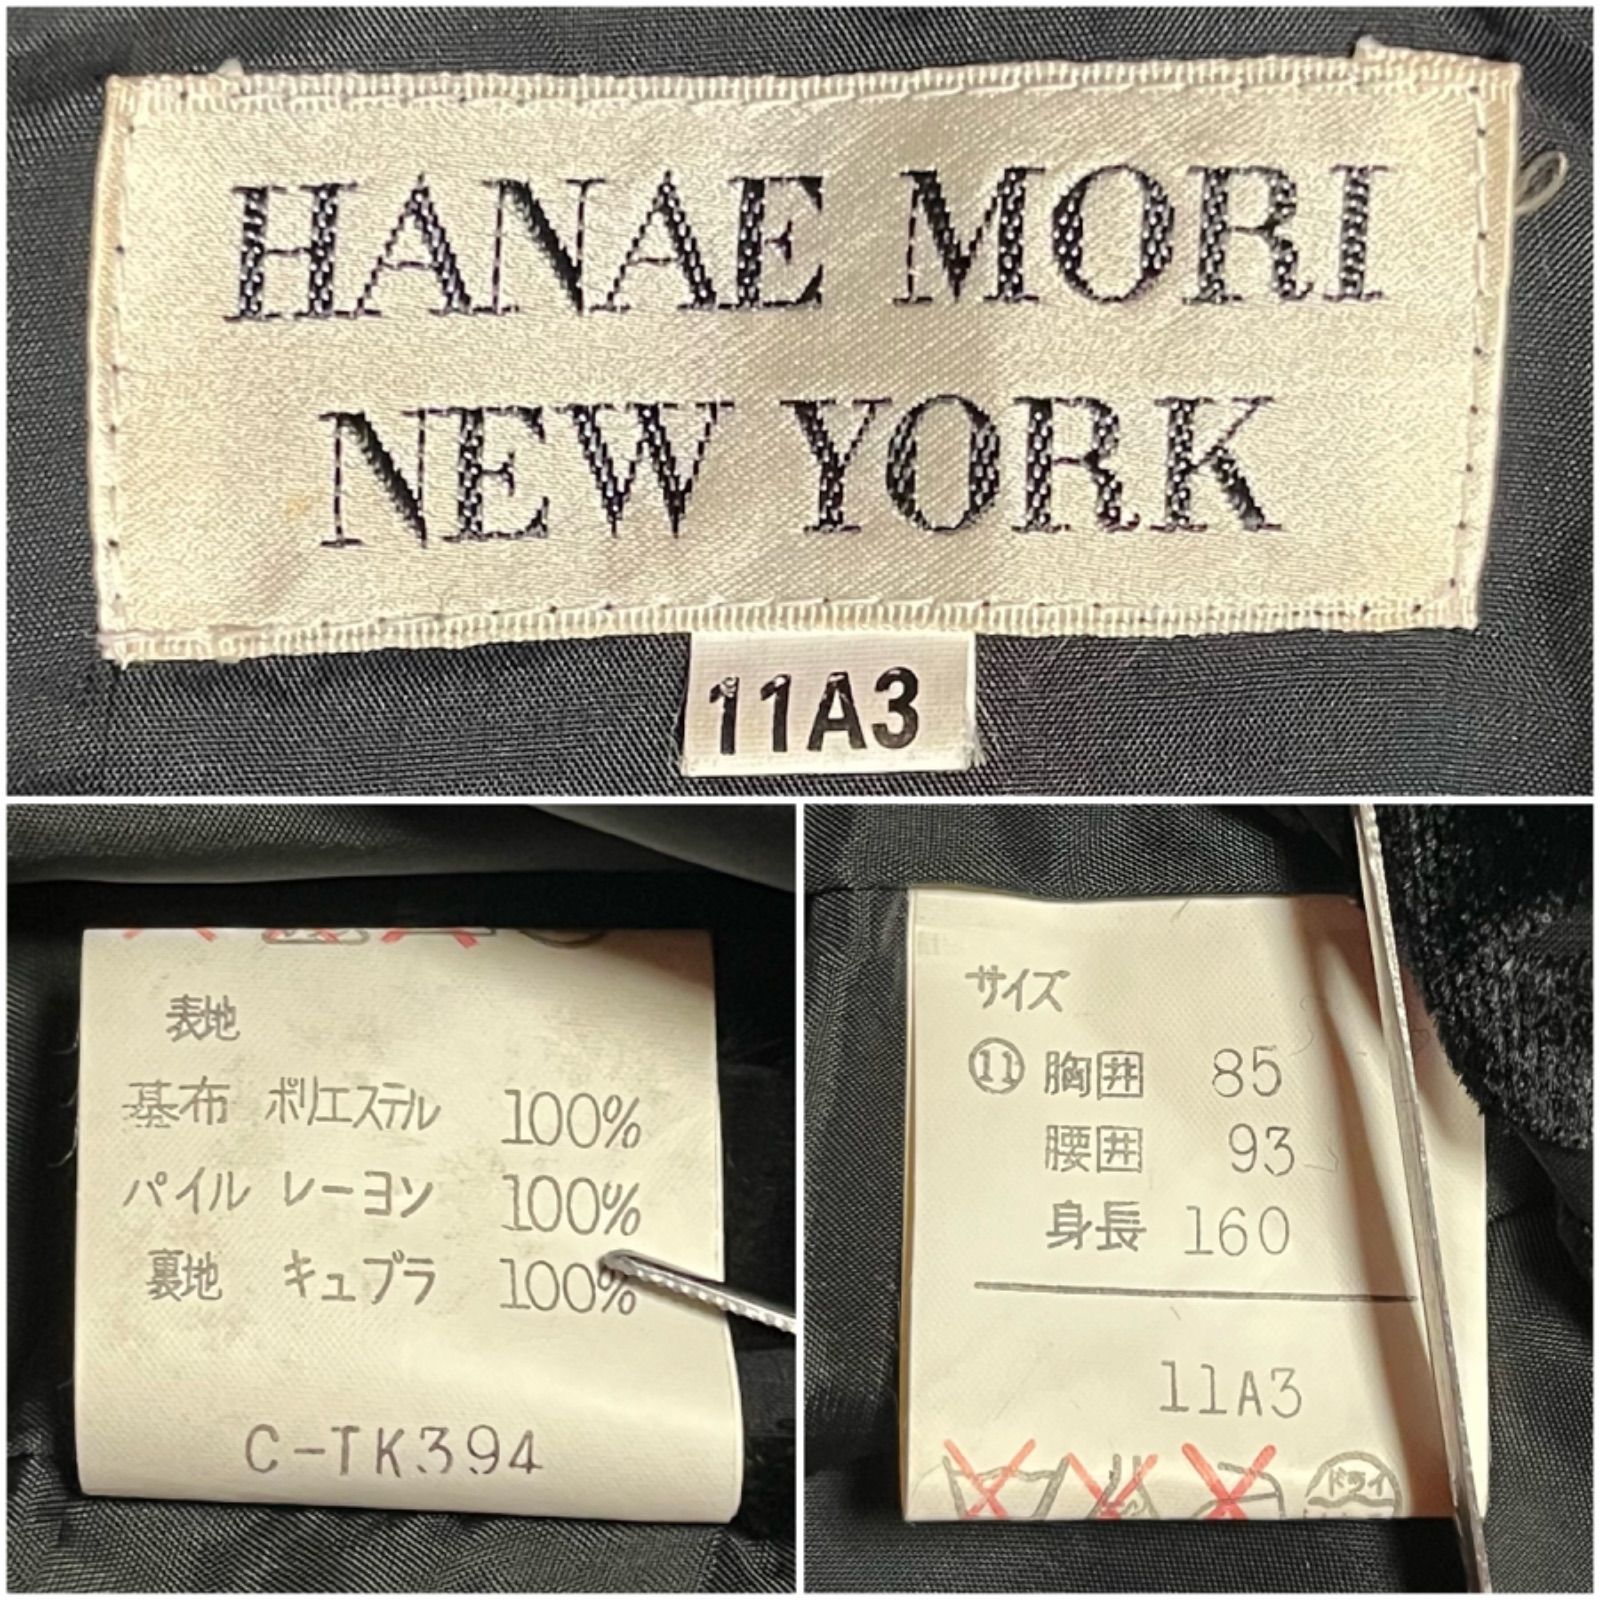 HANAE MORI
NEW YORK
11A3
表地
基布 ポリエステル 100%
パイル レーヨン 100%
裏地 キュプラ 100%
C-TK394
サイズ
⑪ 胸囲 85
腰囲 93
身長 160
11A3
ドライ